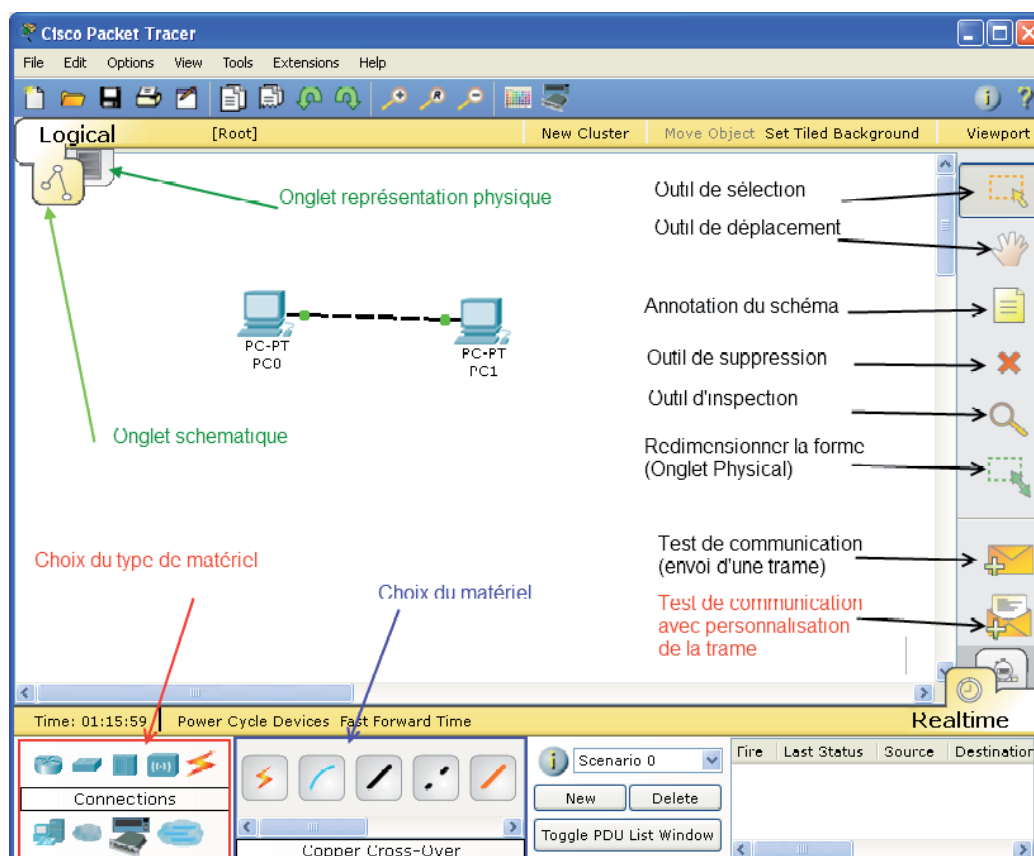 Cisco Packet Tracer
File Edit Options View Tools Extensions Help
Logical [Root] New Cluster Move Object Set Tiled Background Viewport
Onglet représentation physique
Outil de sélection
Outil de déplacement
Annotation du schéma
PC-PT
PC0
PC-PT
PC1
Outil de suppression
Outil d'inspection
Onglet schematique
Redimensionner la forme
(Onglet Physical)
Choix du type de matériel
Choix du matériel
Test de communication
(envoi d'une trame)
Test de communication
avec personnalisation
de la trame
Time: 01:15:59 Power Cycle Devices Fast Forward Time
Realtime
Connections
Copper Cross-Over
Scenario 0
New Delete
Toggle PDU List Window
Fire Last Status Source Destination